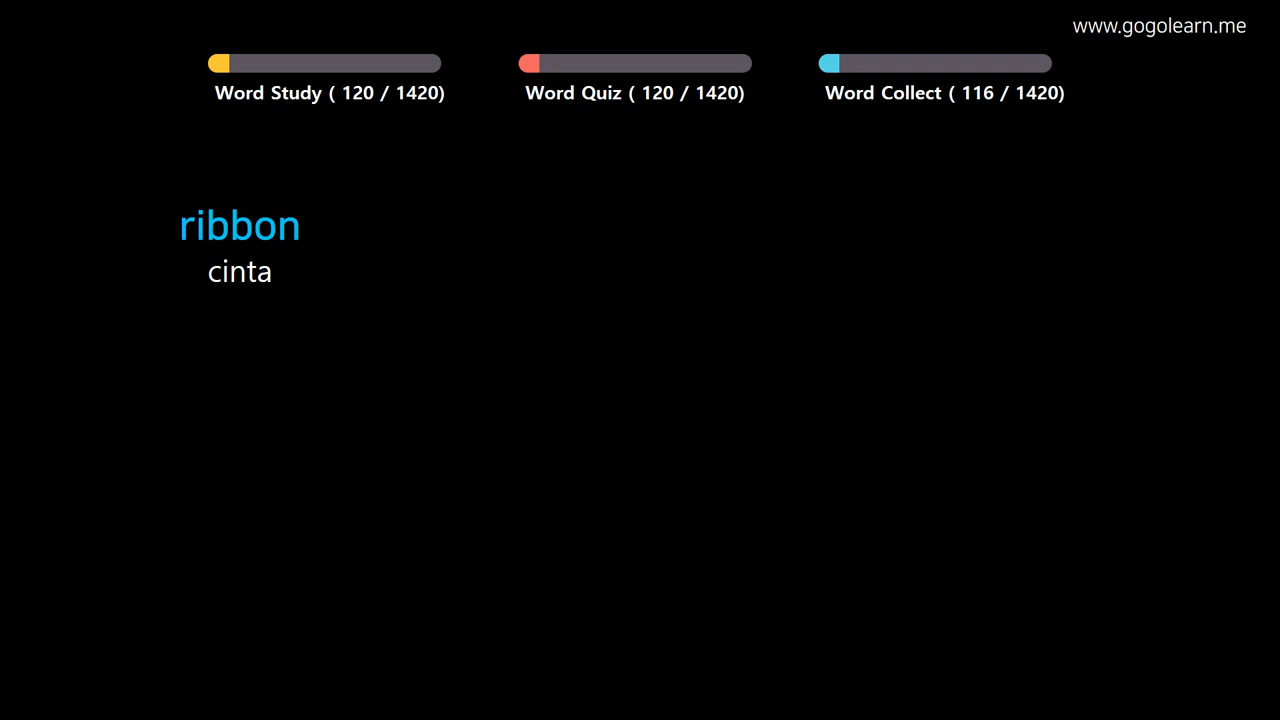 www.gogolearn.me
Word Study ( 120 / 1420)
Word Quiz ( 120 / 1420)
Word Collect ( 116 / 1420)
ribbon
cinta